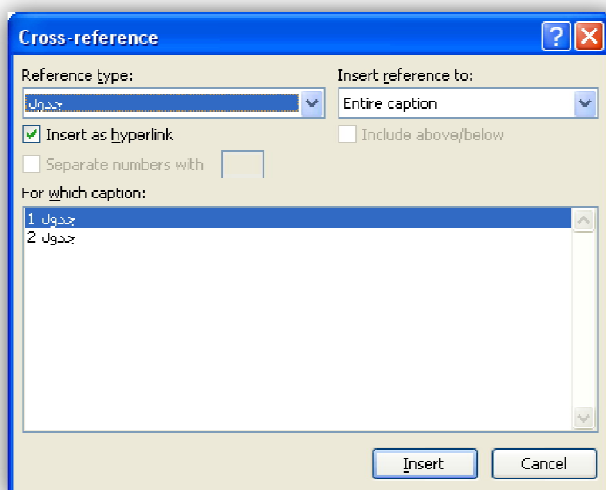 Cross-reference
Reference type:
Insert reference to:
جدول
Entire caption
Insert as hyperlink
Include above/below
Separate numbers with
For which caption:
جدول 1
جدول 2
Insert
Cancel